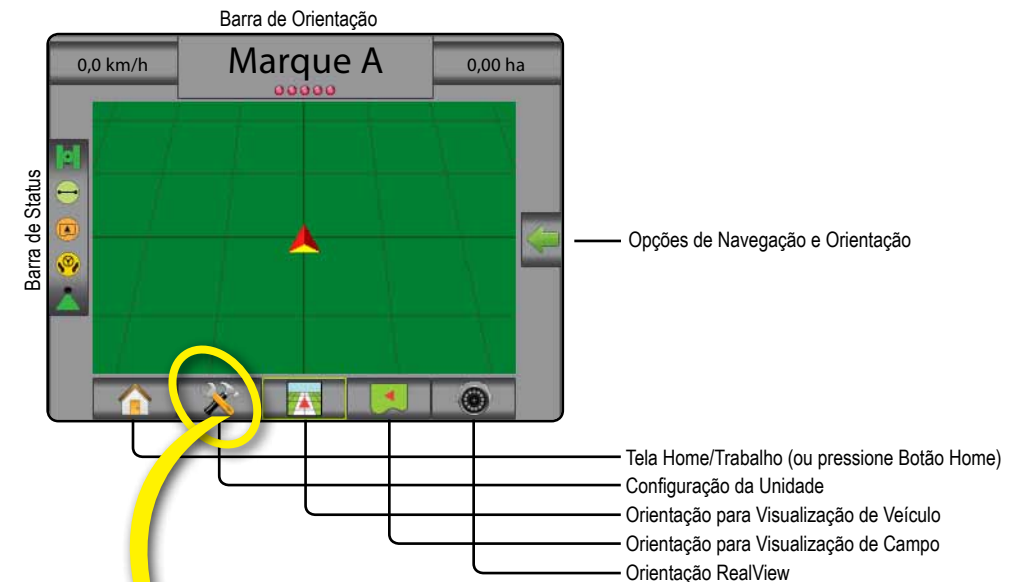 Barra de Orientação
0,0 km/h
Marque A
0,00 ha
Barra de Status
Opções de Navegação e Orientação
Tela Home/Trabalho (ou pressione Botão Home)
Configuração da Unidade
Orientação para Visualização de Veículo
Orientação para Visualização de Campo
Orientação RealView